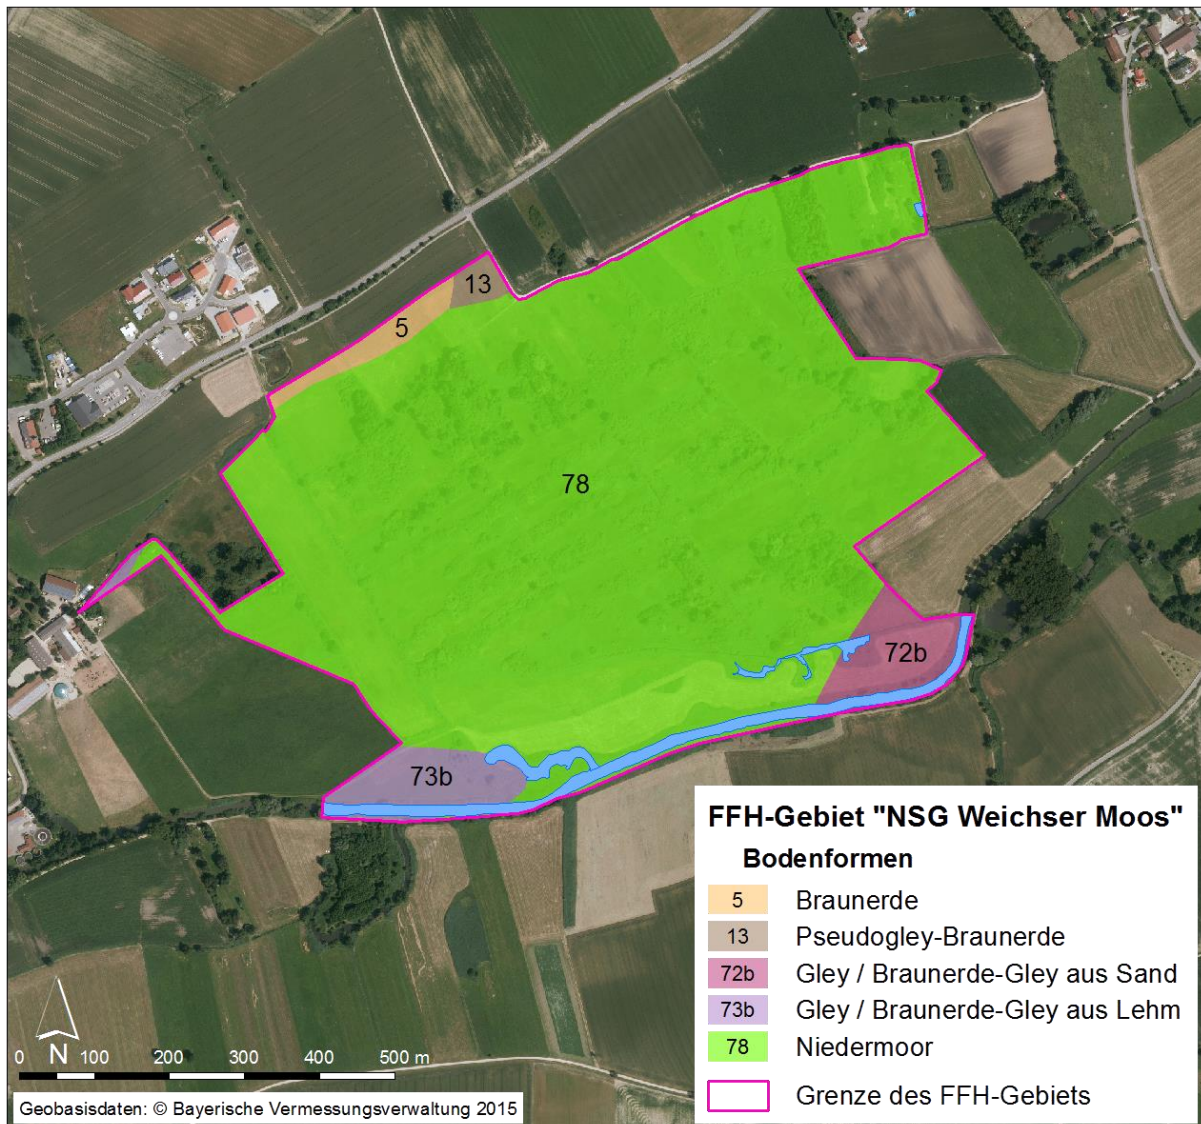 13
5
78
72b
73b
FFH-Gebiet "NSG Weichser Moos"
Bodenformen
5 Braunerde
13 Pseudogley-Braunerde
72b Gley / Braunerde-Gley aus Sand
73b Gley / Braunerde-Gley aus Lehm
78 Niedermoor
Grenze des FFH-Gebiets
N
0 100 200 300 400 500 m
Geobasisdaten: © Bayerische Vermessungsverwaltung 2015